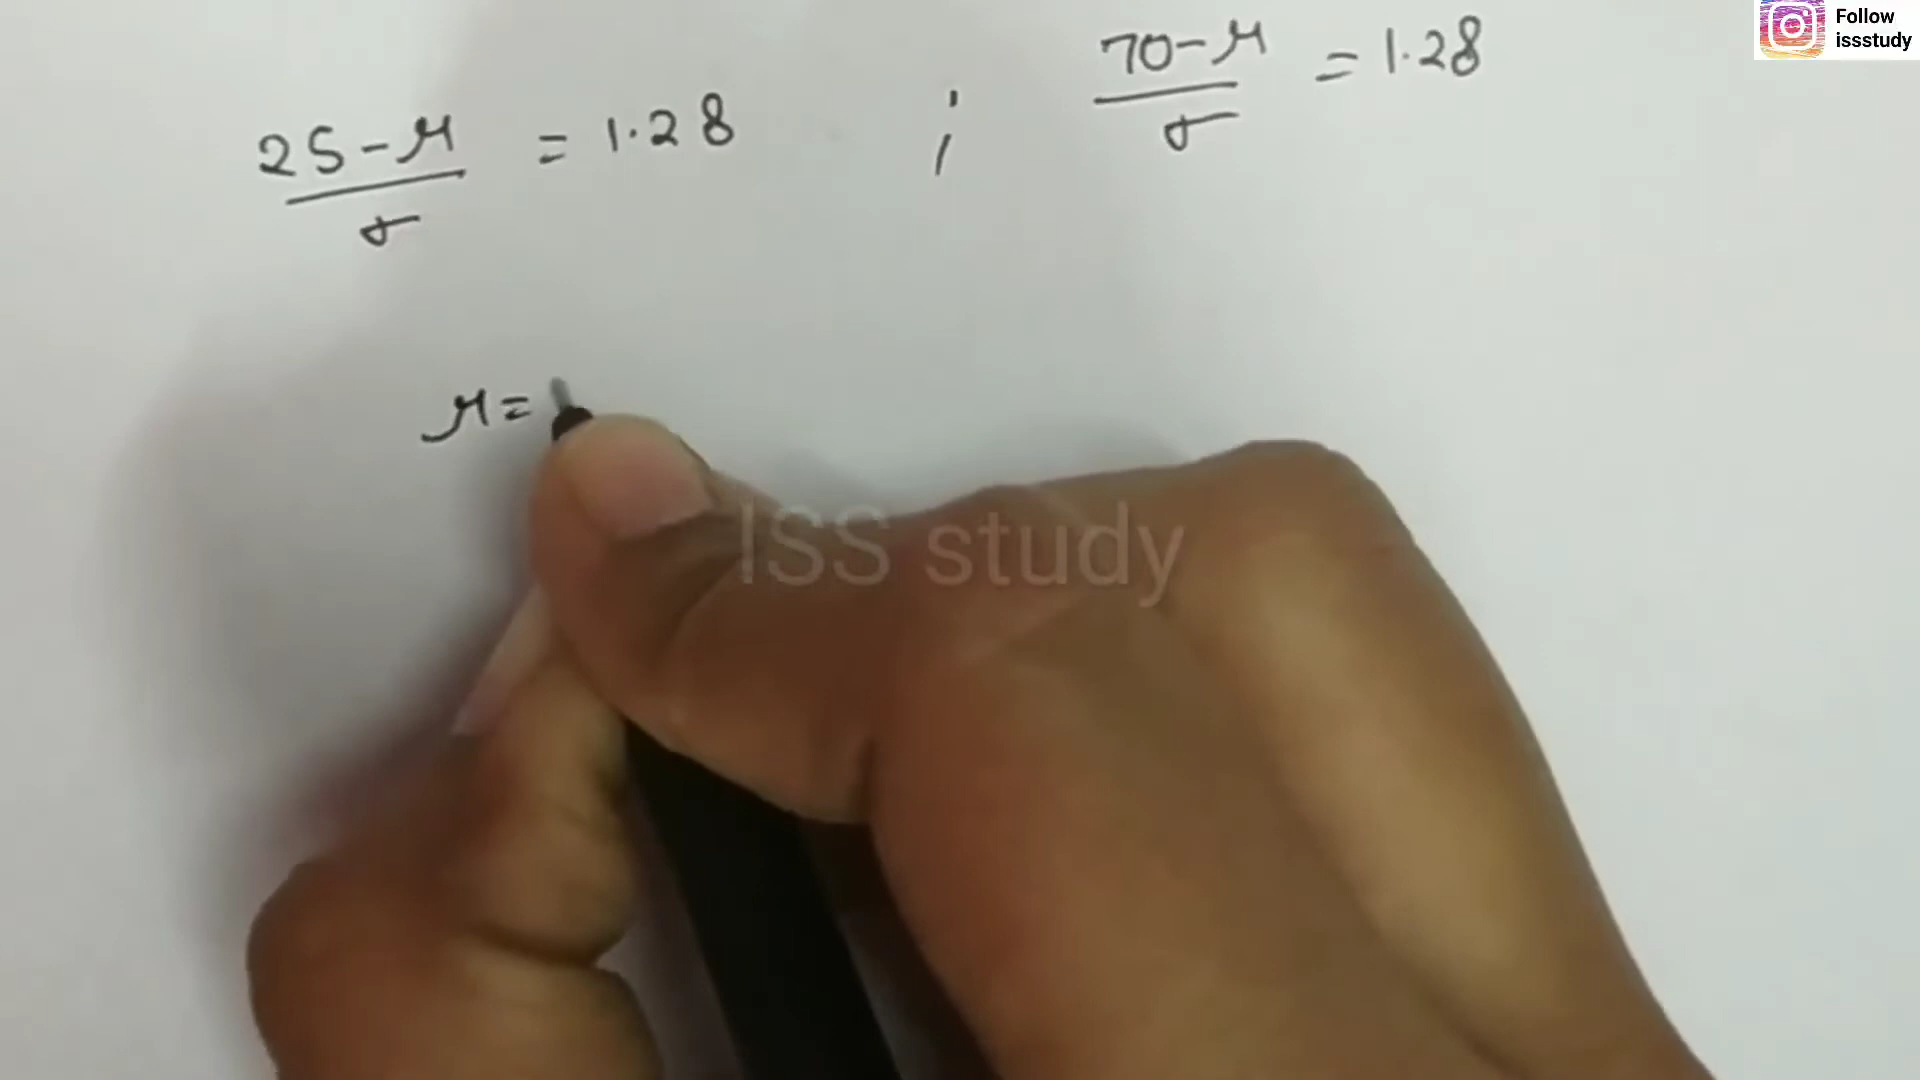 Follow
issstudy
25-μ/σ = 1.28 ; 70-μ/σ = 1.28
μ=
ISS study